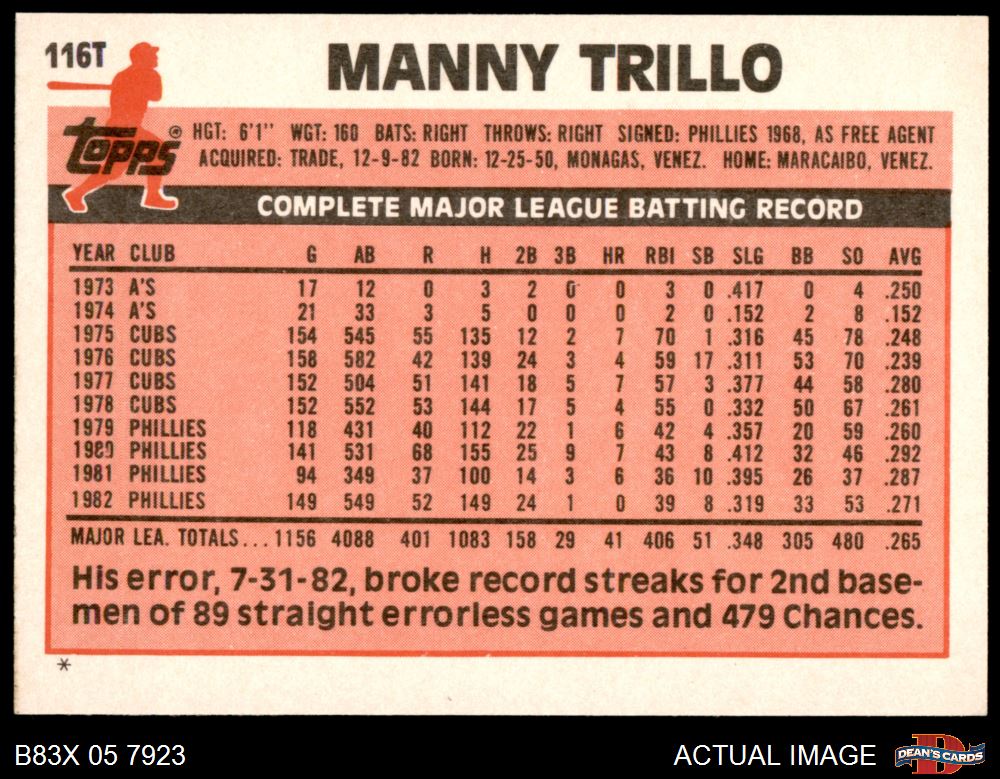 116T
MANNY TRILLO
topps ®
HGT: 6'1" WGT: 160 BATS: RIGHT THROWS: RIGHT SIGNED: PHILLIES 1968, AS FREE AGENT
ACQUIRED: TRADE, 12-9-82 BORN: 12-25-50, MONAGAS, VENEZ. HOME: MARACAIBO, VENEZ.
COMPLETE MAJOR LEAGUE BATTING RECORD
YEAR CLUB G AB R H 2B 3B HR RBI SB SLG BB SO AVG
1973 A'S 17 12 0 3 2 0 0 3 0 .417 0 4 .250
1974 A'S 21 33 3 5 0 0 0 2 0 .152 2 8 .152
1975 CUBS 154 545 55 135 12 2 7 70 1 .316 45 78 .248
1976 CUBS 158 582 42 139 24 3 4 59 17 .311 53 70 .239
1977 CUBS 152 504 51 141 18 5 7 57 3 .377 44 58 .280
1978 CUBS 152 552 53 144 17 5 4 55 0 .332 50 67 .261
1979 PHILLIES 118 431 40 112 22 1 6 42 4 .357 20 59 .260
1980 PHILLIES 141 531 68 155 25 9 7 43 8 .412 32 46 .292
1981 PHILLIES 94 349 37 100 14 3 6 36 10 .395 26 37 .287
1982 PHILLIES 149 549 52 149 24 1 0 39 8 .319 33 53 .271
MAJOR LEA. TOTALS...1156 4088 401 1083 158 29 41 406 51 .348 305 480 .265
His error, 7-31-82, broke record streaks for 2nd base-
men of 89 straight errorless games and 479 Chances.
*
B83X 05 7923
ACTUAL IMAGE
DEAN'S CARDS